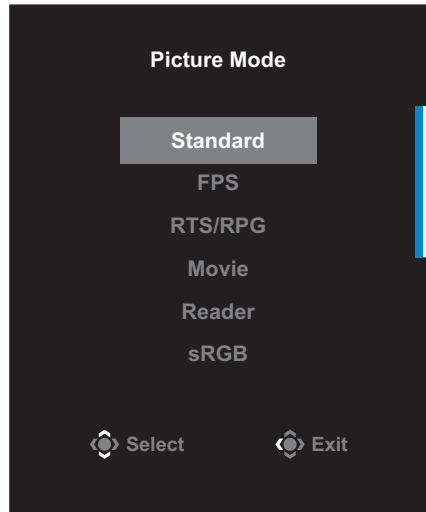 Picture Mode
Standard
FPS
RTS/RPG
Movie
Reader
sRGB
Select Exit